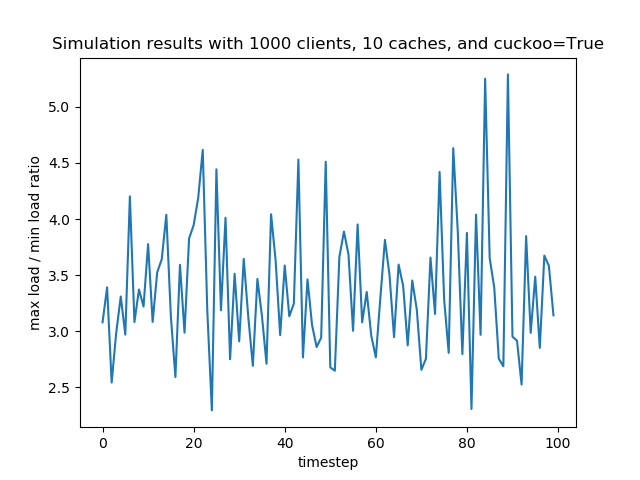 Simulation results with 1000 clients, 10 caches, and cuckoo=True
max load / min load ratio
5.0
4.5
4.0
3.5
3.0
2.5
0 20 40 60 80 100
timestep